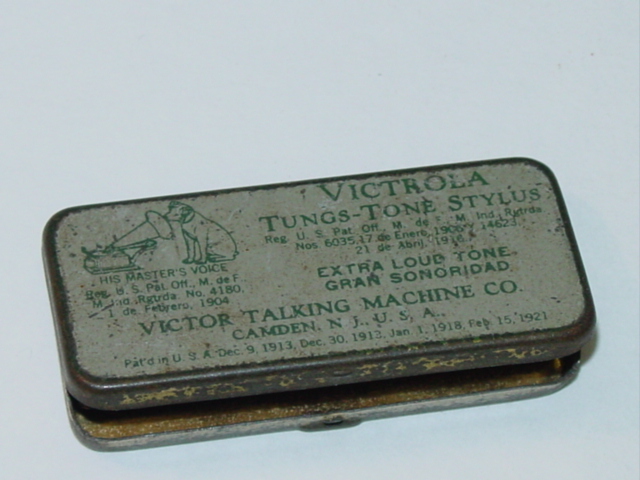 VICTROLA
TUNGS-TONE STYLUS
Reg. U. S. Pat. Off., M. de F., M. Ind. Rgtrda.
Nos. 6035, 17 de Enero, 1906 y 14623,
21 de Abril, 1916.
EXTRA LOUD TONE
GRAN SONORIDAD
HIS MASTER'S VOICE
Reg. U. S. Pat. Off., M. de F.
M. Ind. Rgtrda. No. 4180.
1 de Febrero, 1904
VICTOR TALKING MACHINE CO.
CAMDEN, N. J., U. S. A.
Pat'd in U. S. A. Dec. 9, 1913, Dec. 30, 1913, Jan. 1, 1918, Feb. 15, 1921